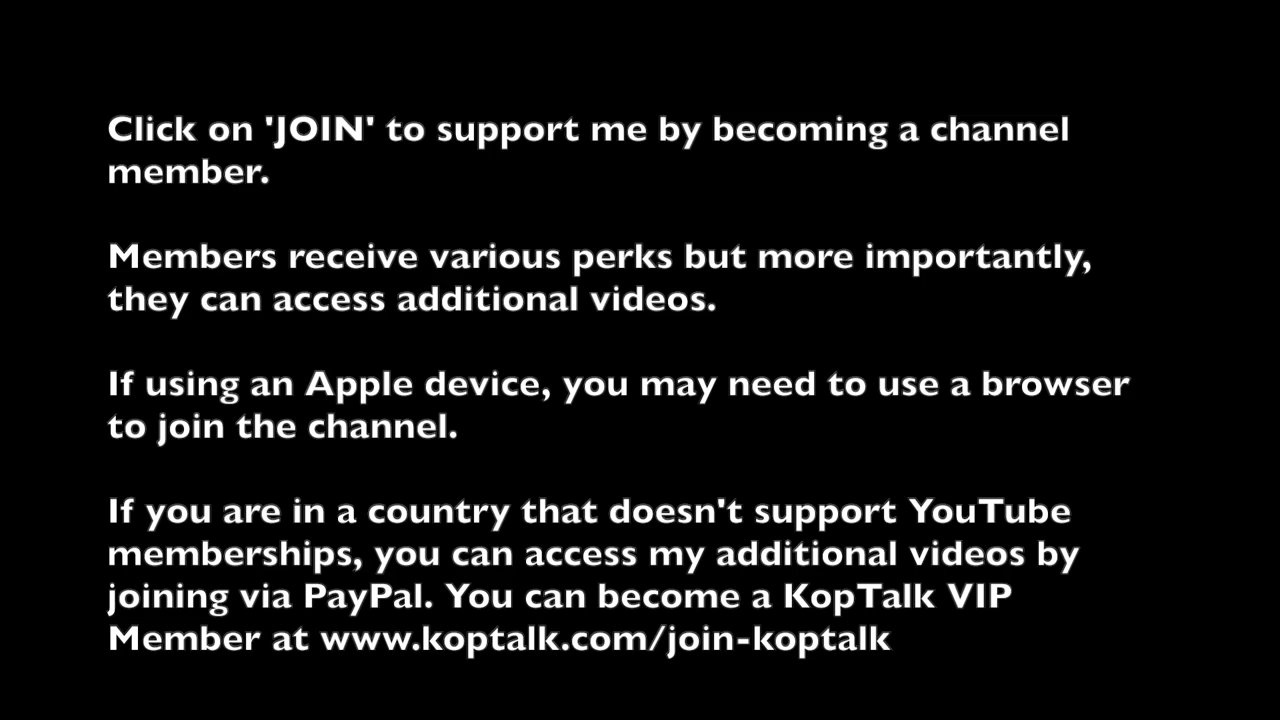 Click on 'JOIN' to support me by becoming a channel
member.
Members receive various perks but more importantly,
they can access additional videos.
If using an Apple device, you may need to use a browser
to join the channel.
If you are in a country that doesn't support YouTube
memberships, you can access my additional videos by
joining via PayPal. You can become a KopTalk VIP
Member at www.koptalk.com/join-koptalk